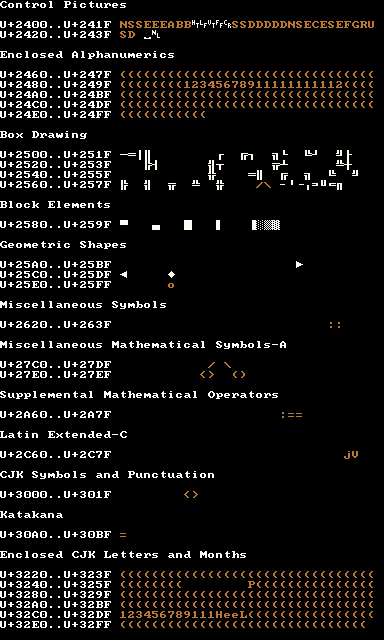 Control Pictures
U+2400..U+241F NSSEEEABB␉␊␋␌␍SSDDDDDNSECESEFGRU
U+2420..U+243F SD ␣␤
Enclosed Alphanumerics
U+2460..U+247F ((((((((((((((((((((((((((((((((
U+2480..U+249F ((((((((12345678911111111112((((
U+24A0..U+24BF ((((((((((((((((((((((((((((((((
U+24C0..U+24DF ((((((((((((((((((((((((((((((((
U+24E0..U+24FF (((((((((((
Box Drawing
U+2500..U+251F
U+2520..U+253F
U+2540..U+255F
U+2560..U+257F
Block Elements
U+2580..U+259F ▀ ▄ █ ▌ ▐░▒▓
Geometric Shapes
U+25A0..U+25BF ▶
U+25C0..U+25DF ◀ ◆
U+25E0..U+25FF o
Miscellaneous Symbols
U+2620..U+263F ::
Miscellaneous Mathematical Symbols-A
U+27C0..U+27DF / \
U+27E0..U+27EF <> ()
Supplemental Mathematical Operators
U+2A60..U+2A7F :==
Latin Extended-C
U+2C60..U+2C7F jV
CJK Symbols and Punctuation
U+3000..U+301F <>
Katakana
U+30A0..U+30BF =
Enclosed CJK Letters and Months
U+3220..U+323F ((((((((((((((((((((((((((((((((
U+3240..U+325F (((((((( P(((((((((((((((
U+3280..U+329F ((((((((((((((((((((((((((((((((
U+32A0..U+32BF ((((((((((((((((((((((((((((((((
U+32C0..U+32DF 123456789111HeeL((((((((((((((((
U+32E0..U+32FF (((((((((((((((((((((((((((((((